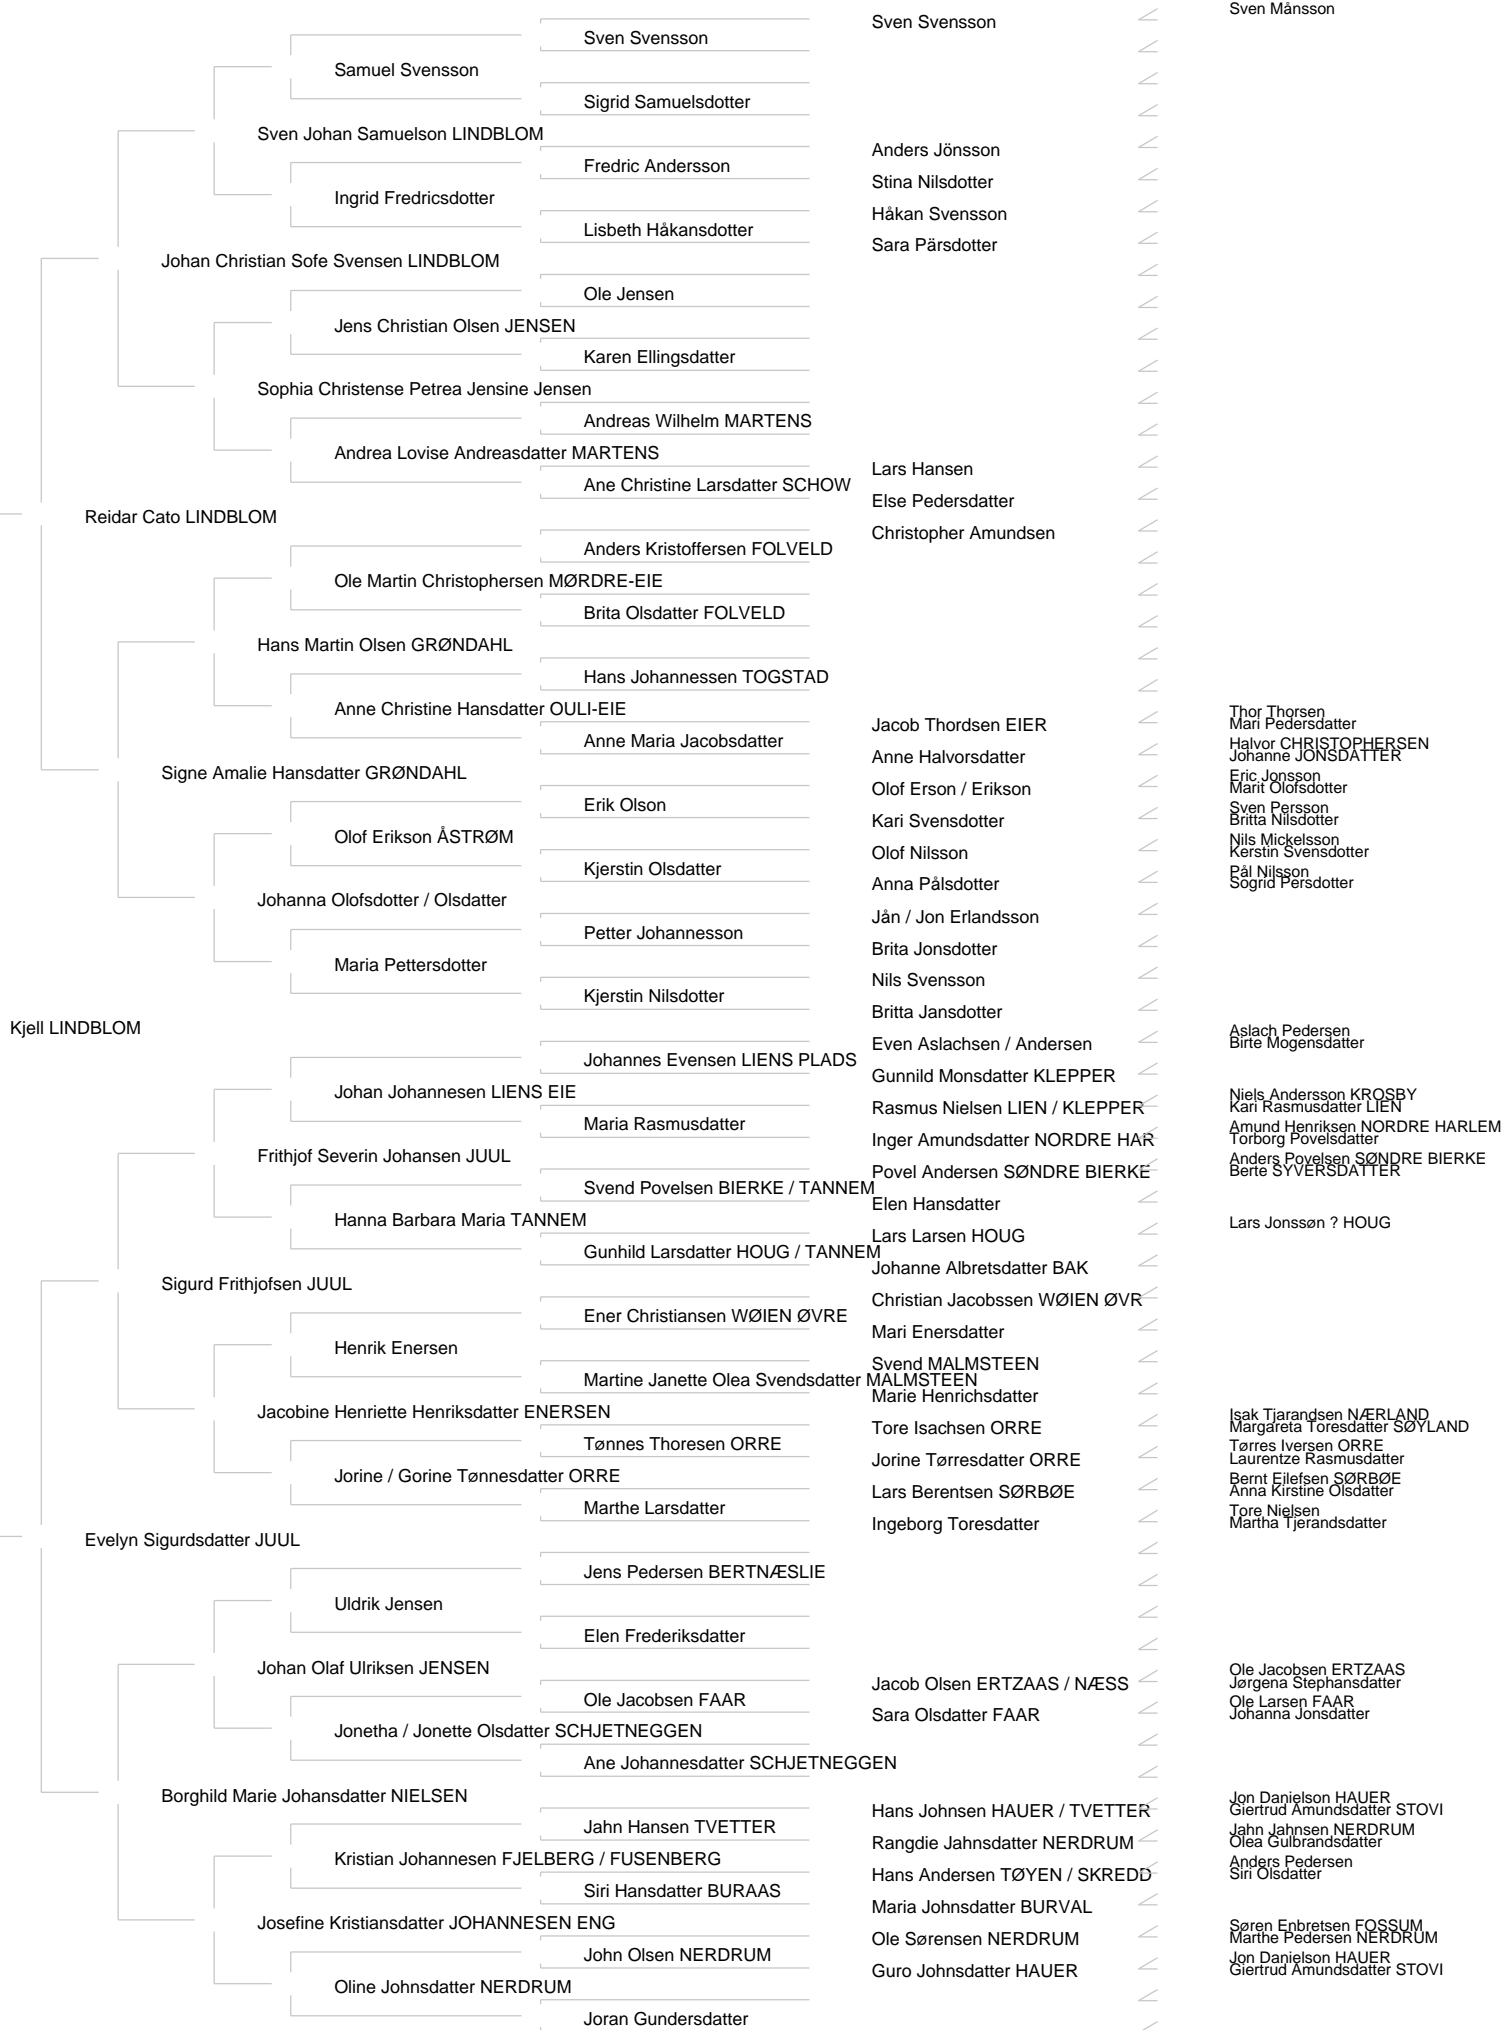 Sven Månsson
Sven Svensson
Sven Svensson
Samuel Svensson
Sigrid Samuelsdotter
Sven Johan Samuelson LINDBLOM
Anders Jönsson
Fredric Andersson
Stina Nilsdotter
Ingrid Fredricsdotter
Håkan Svensson
Lisbeth Håkansdotter
Sara Pärsdotter
Johan Christian Sofe Svensen LINDBLOM
Ole Jensen
Jens Christian Olsen JENSEN
Karen Ellingsdatter
Sophia Christense Petrea Jensine Jensen
Andreas Wilhelm MARTENS
Andrea Lovise Andreasdatter MARTENS
Lars Hansen
Ane Christine Larsdatter SCHOW
Else Pedersdatter
Reidar Cato LINDBLOM
Christopher Amundsen
Anders Kristoffersen FOLVELD
Ole Martin Christophersen MØRDRE-EIE
Brita Olsdatter FOLVELD
Hans Martin Olsen GRØNDAHL
Hans Johannessen TOGSTAD
Anne Christine Hansdatter OULI-EIE
Thor Thorsen
Jacob Thordsen EIER
Mari Pedersdatter
Anne Maria Jacobsdatter
Halvor CHRISTOPHERSEN
Anne Halvorsdatter
Johanne JONSDATTER
Signe Amalie Hansdatter GRØNDAHL
Eric Jonsson
Olof Erson / Erikson
Marit Olofsdotter
Erik Olson
Sven Persson
Kari Svensdotter
Britta Nilsdotter
Olof Erikson ÅSTRØM
Nils Mickelsson
Olof Nilsson
Kerstin Svensdotter
Kjerstin Olsdatter
Pål Nilsson
Anna Pålsdotter
Sogrid Persdotter
Johanna Olofsdotter / Olsdatter
Jån / Jon Erlandsson
Petter Johannesson
Brita Jonsdotter
Maria Pettersdotter
Nils Svensson
Kjerstin Nilsdotter
Britta Jansdotter
Kjell LINDBLOM
Aslach Pedersen
Even Aslachsen / Andersen
Birte Mogensdatter
Johannes Evensen LIENS PLADS
Gunnild Monsdatter KLEPPER
Johan Johannesen LIENS EIE
Niels Andersson KROSBY
Rasmus Nielsen LIEN / KLEPPER
Kari Rasmusdatter LIEN
Maria Rasmusdatter
Amund Henriksen NORDRE HARLEM
Inger Amundsdatter NORDRE HAR
Torborg Povelsdatter
Frithjof Severin Johansen JUUL
Anders Povelsen SØNDRE BIERKE
Povel Andersen SØNDRE BIERKE
Berte SYVERSDATTER
Svend Povelsen BIERKE / TANNEM
Elen Hansdatter
Hanna Barbara Maria TANNEM
Lars Jonssøn ? HOUG
Lars Larsen HOUG
Gunhild Larsdatter HOUG / TANNEM
Johanne Albretsdatter BAK
Sigurd Frithjofsen JUUL
Christian Jacobssen WØIEN ØVR
Ener Christiansen WØIEN ØVRE
Mari Enersdatter
Henrik Enersen
Svend MALMSTEEN
Martine Janette Olea Svendsdatter MALMSTEEN
Marie Henrichsdatter
Jacobine Henriette Henriksdatter ENERSEN
Isak Tjarandsen NÆRLAND
Tore Isachsen ORRE
Margareta Toresdatter SØYLAND
Tønnes Thoresen ORRE
Tørres Iversen ORRE
Jorine Tørresdatter ORRE
Laurentze Rasmusdatter
Jorine / Gorine Tønnesdatter ORRE
Bernt Eilefsen SØRBØE
Lars Berentsen SØRBØE
Anna Kirstine Olsdatter
Marthe Larsdatter
Tore Nielsen
Ingeborg Toresdatter
Martha Tjerandsdatter
Evelyn Sigurdsdatter JUUL
Jens Pedersen BERTNÆSLIE
Uldrik Jensen
Elen Frederiksdatter
Johan Olaf Ulriksen JENSEN
Ole Jacobsen ERTZAAS
Jacob Olsen ERTZAAS / NÆSS
Jørgena Stephansdatter
Ole Jacobsen FAAR
Ole Larsen FAAR
Sara Olsdatter FAAR
Johanna Jonsdatter
Jonetha / Jonette Olsdatter SCHJETNEGGEN
Ane Johannesdatter SCHJETNEGGEN
Borghild Marie Johansdatter NIELSEN
Jon Danielson HAUER
Hans Johnsen HAUER / TVETTER
Giertrud Amundsdatter STOVI
Jahn Hansen TVETTER
Jahn Jahnsen NERDRUM
Rangdie Jahnsdatter NERDRUM
Olea Gulbrandsdatter
Kristian Johannesen FJELBERG / FUSENBERG
Anders Pedersen
Hans Andersen TØYEN / SKREDD
Siri Olsdatter
Siri Hansdatter BURAAS
Maria Johnsdatter BURVAL
Josefine Kristiansdatter JOHANNESEN ENG
Søren Enbretsen FOSSUM
Ole Sørensen NERDRUM
Marthe Pedersen NERDRUM
John Olsen NERDRUM
Jon Danielson HAUER
Guro Johnsdatter HAUER
Giertrud Amundsdatter STOVI
Oline Johnsdatter NERDRUM
Joran Gundersdatter